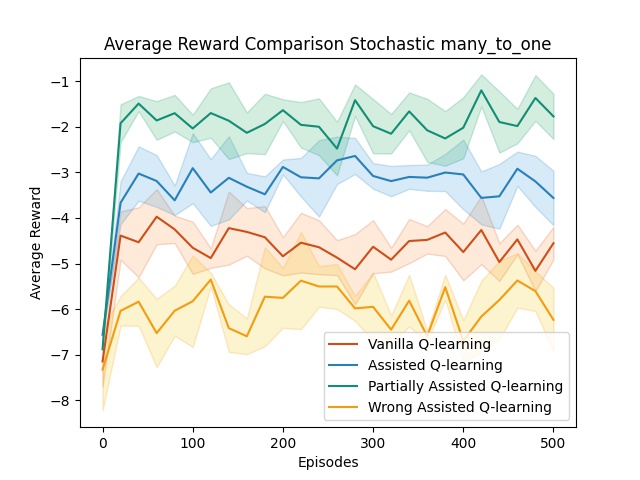 Average Reward Comparison Stochastic many_to_one
−1
−2
−3
−4
−5
−6
−7
−8
Average Reward
Vanilla Q-learning
Assisted Q-learning
Partially Assisted Q-learning
Wrong Assisted Q-learning
0 100 200 300 400 500
Episodes